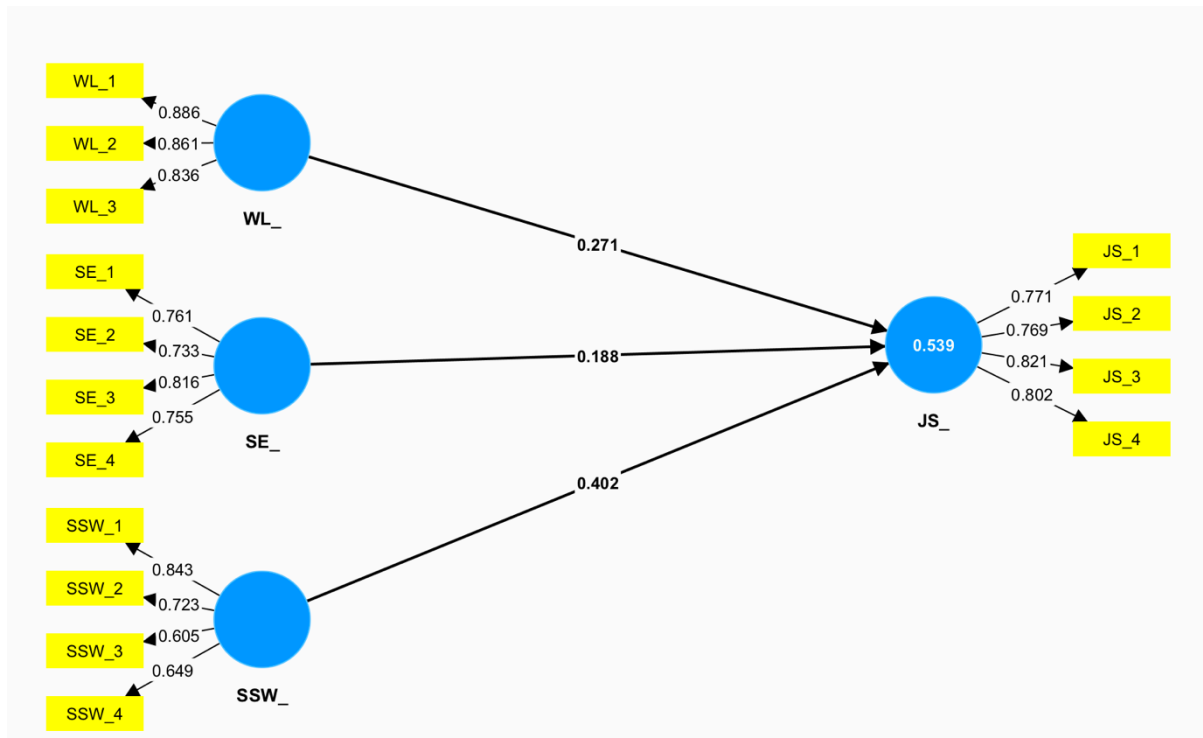 WL_1
0.886
WL_2
0.861
WL_3
0.836
WL_
0.271
SE_1
0.761
SE_2
0.733
SE_3
0.816
SE_4
0.755
SE_
0.188
SSW_1
0.843
SSW_2
0.723
SSW_3
0.605
SSW_4
0.649
SSW_
0.402
0.539
JS_
JS_1
0.771
JS_2
0.769
JS_3
0.821
JS_4
0.802